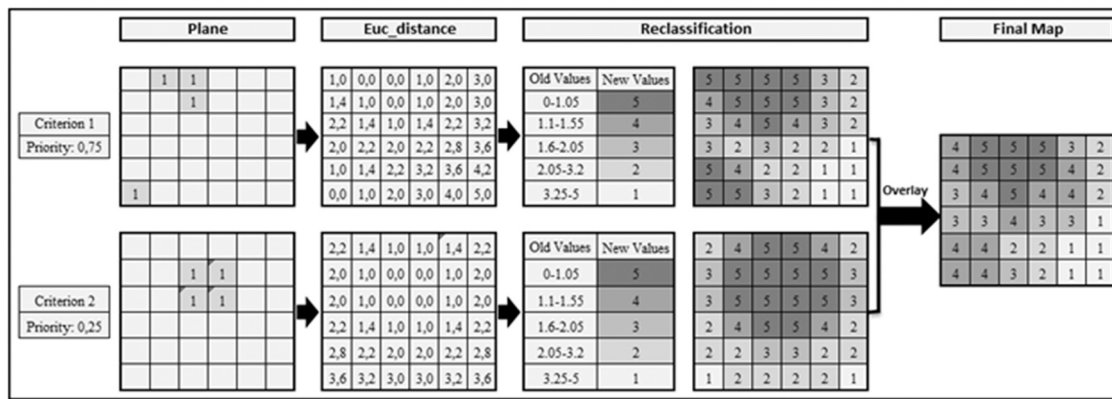 Plane Euc_distance Reclassification Final Map
Criterion 1
Priority: 0,75
1 1
1
1
1,0 0,0 0,0 1,0 2,0 3,0
1,4 1,0 0,0 1,0 2,0 3,0
2,2 1,4 1,0 1,4 2,2 3,2
2,0 2,2 2,0 2,2 2,8 3,6
1,0 1,4 2,2 3,2 3,6 4,2
0,0 1,0 2,0 3,0 4,0 5,0
Old Values New Values
0-1.05 5
1.1-1.55 4
1.6-2.05 3
2.05-3.2 2
3.25-5 1
5 5 5 5 3 2
4 5 5 5 3 2
3 4 5 4 3 2
3 2 3 2 2 1
5 4 2 2 1 1
5 5 3 2 1 1
Criterion 2
Priority: 0,25
1 1
1 1
2,2 1,4 1,0 1,0 1,4 2,2
2,0 1,0 0,0 0,0 1,0 2,0
2,0 1,0 0,0 0,0 1,0 2,0
2,2 1,4 1,0 1,0 1,4 2,2
2,8 2,2 2,0 2,0 2,2 2,8
3,6 3,2 3,0 3,0 3,2 3,6
Old Values New Values
0-1.05 5
1.1-1.55 4
1.6-2.05 3
2.05-3.2 2
3.25-5 1
2 4 5 5 4 2
3 5 5 5 5 3
3 5 5 5 5 3
2 4 5 5 4 2
2 2 3 3 2 2
1 2 2 2 2 1
Overlay
4 5 5 5 3 2
4 5 5 5 4 2
3 4 5 4 4 2
3 3 4 3 3 1
4 4 2 2 1 1
4 4 3 2 1 1